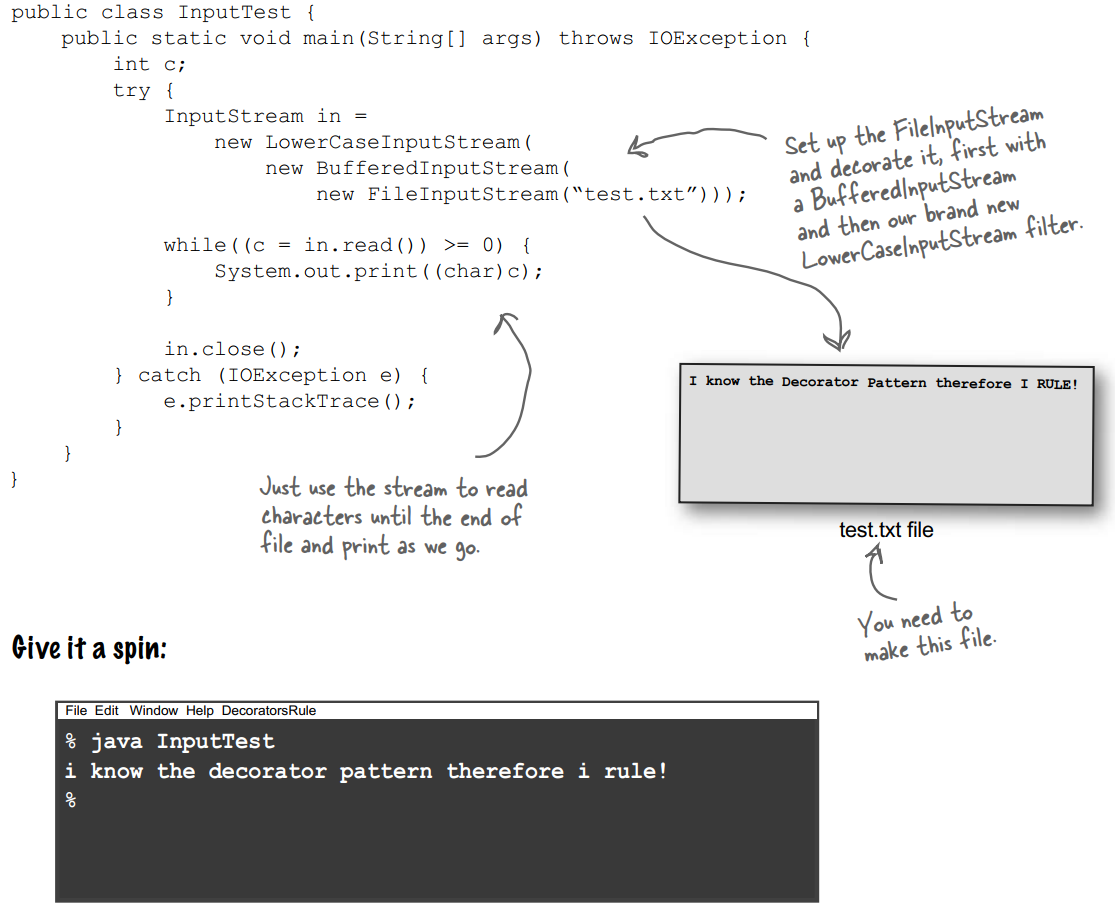 public class InputTest {
public static void main(String[] args) throws IOException {
int c;
try {
InputStream in =
new LowerCaseInputStream(
new BufferedInputStream(
new FileInputStream(“test.txt”)));
while((c = in.read()) >= 0) {
System.out.print((char)c);
}
in.close();
} catch (IOException e) {
e.printStackTrace();
}
}
}
Set up the FileInputStream
and decorate it, first with
a BufferedInputStream
and then our brand new
LowerCaseInputStream filter.
I know the Decorator Pattern therefore I RULE!
test.txt file
You need to
make this file.
Just use the stream to read
characters until the end of
file and print as we go.
Give it a spin:
File Edit Window Help DecoratorsRule
% java InputTest
i know the decorator pattern therefore i rule!
%